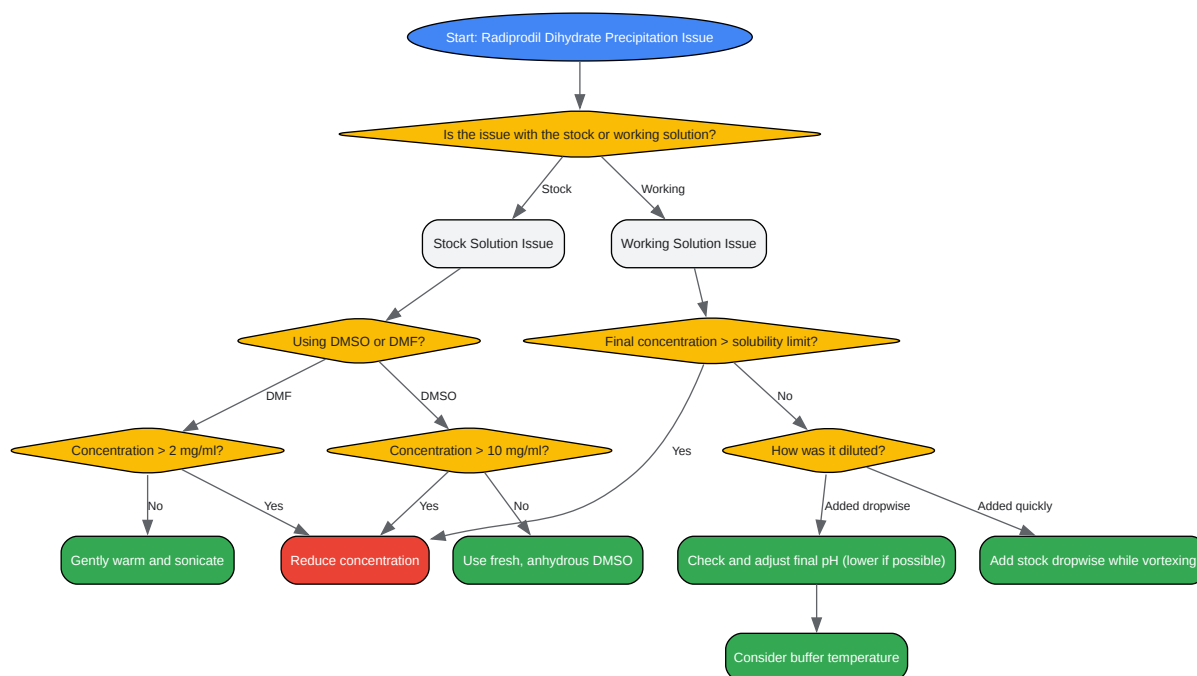 Start: Radiprodil Dihydrate Precipitation Issue
Is the issue with the stock or working solution?
Stock
Working
Stock Solution Issue
Working Solution Issue
Using DMSO or DMF?
Final concentration > solubility limit?
DMF
DMSO
No
Concentration > 2 mg/ml?
Concentration > 10 mg/ml?
Yes
How was it diluted?
No
Yes
Yes
No
Added dropwise
Added quickly
Gently warm and sonicate
Reduce concentration
Use fresh, anhydrous DMSO
Check and adjust final pH (lower if possible)
Add stock dropwise while vortexing
Consider buffer temperature